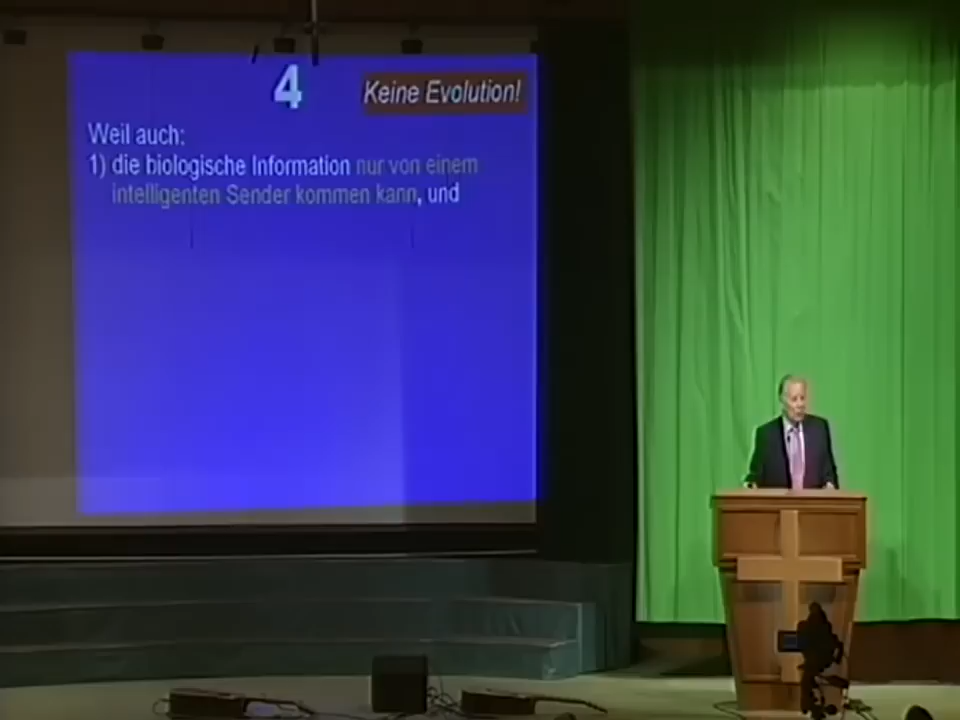 4
Keine Evolution!
Weil auch:
1) die biologische Information nur von einem
intelligenten Sender kommen kann, und